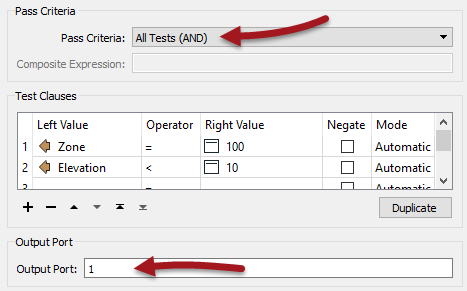 Pass Criteria
Pass Criteria: All Tests (AND)
Composite Expression:
Test Clauses
Left Value Operator Right Value Negate Mode
1 Zone = 100 Automatic
2 Elevation < 10 Automatic
3 = Automatic
Duplicate
Output Port
Output Port: 1